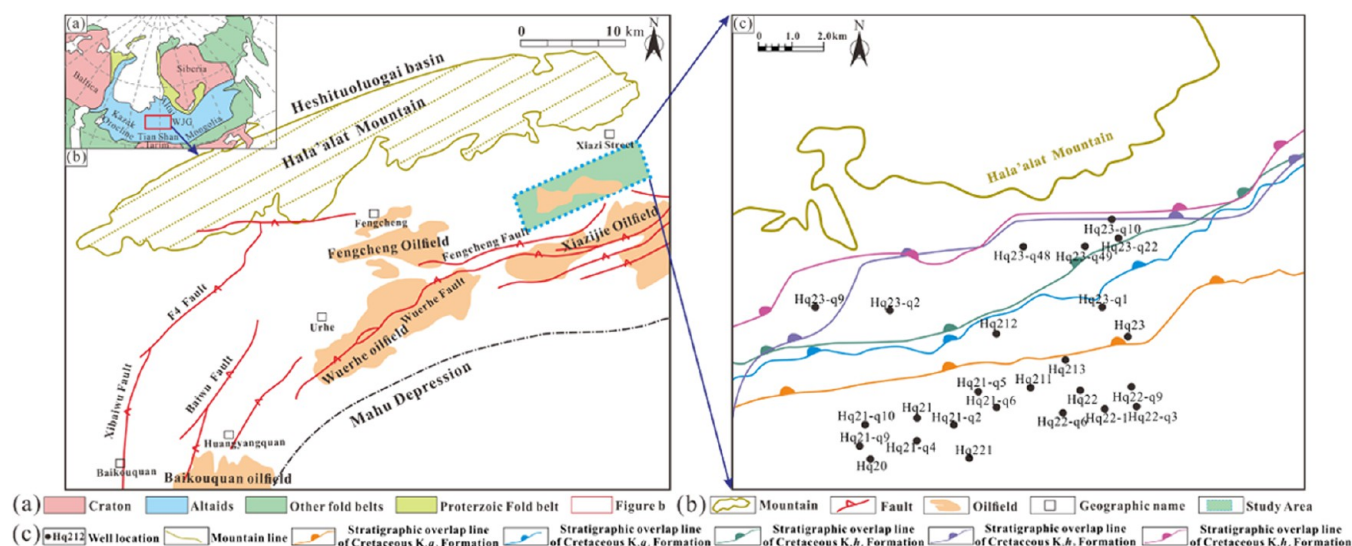 (a)
Baltica
Siberia
Altai
Kazak
Orocline
WJG
Mongolia
Tian Shan
Tarim
(b)
Heshituoluogai basin
Hala'alat Mountain
0 10 km
N
Xiazi Street
Fengcheng
Fengcheng Oilfield
Fengcheng Fault
Xiazijie Oilfield
F4 Fault
Urhe
Wuerhe Fault
Wuerhe oilfield
Mahu Depression
Xibaiwu Fault
Baiwu Fault
Huangyangquan
Baikouquan
Baikouquan oilfield
(c)
0 1.0 2.0km
N
Hala'alat Mountain
Hq23-q10
Hq23-q22
Hq23-q48
Hq23-q49
Hq23-q9
Hq23-q2
Hq23-q1
Hq212
Hq23
Hq213
Hq21-q5
Hq211
Hq21-q6
Hq22
Hq22-q9
Hq21-q10
Hq21
Hq21-q2
Hq22-q6
Hq22-1
Hq22-q3
Hq21-q9
Hq21-q4
Hq20
Hq221
(a) Craton Altaids Other fold belts Proterzoic Fold belt Figure b
(b) Mountain Fault Oilfield Geographic name Study Area
(c) Hq212 Well location Mountain line
Stratigraphic overlap line
of Cretaceous Formation
Stratigraphic overlap line
of Cretaceous Formation
Stratigraphic overlap line
of Cretaceous Formation
Stratigraphic overlap line
of Cretaceous Formation
Stratigraphic overlap line
of Cretaceous Formation